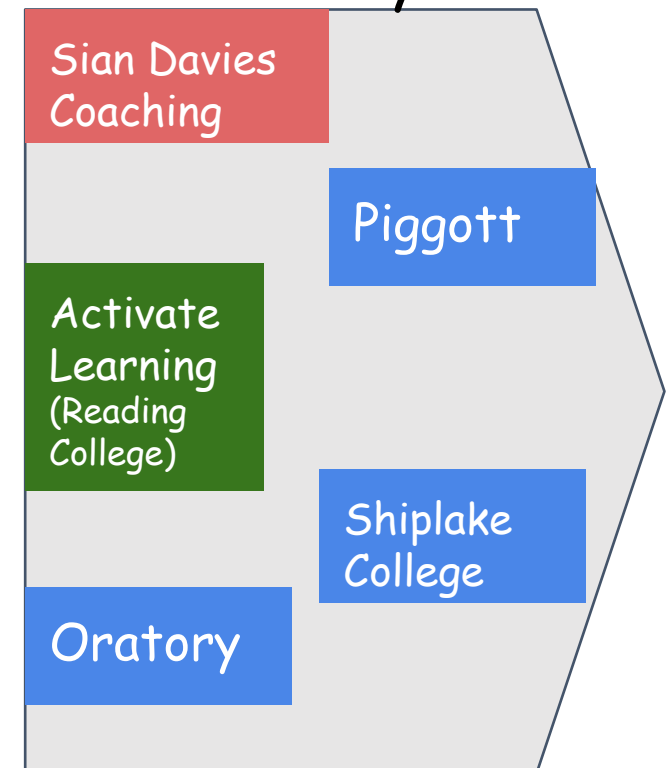 Sian Davies
Coaching
Piggott
Activate
Learning
(Reading
College)
Shiplake
College
Oratory